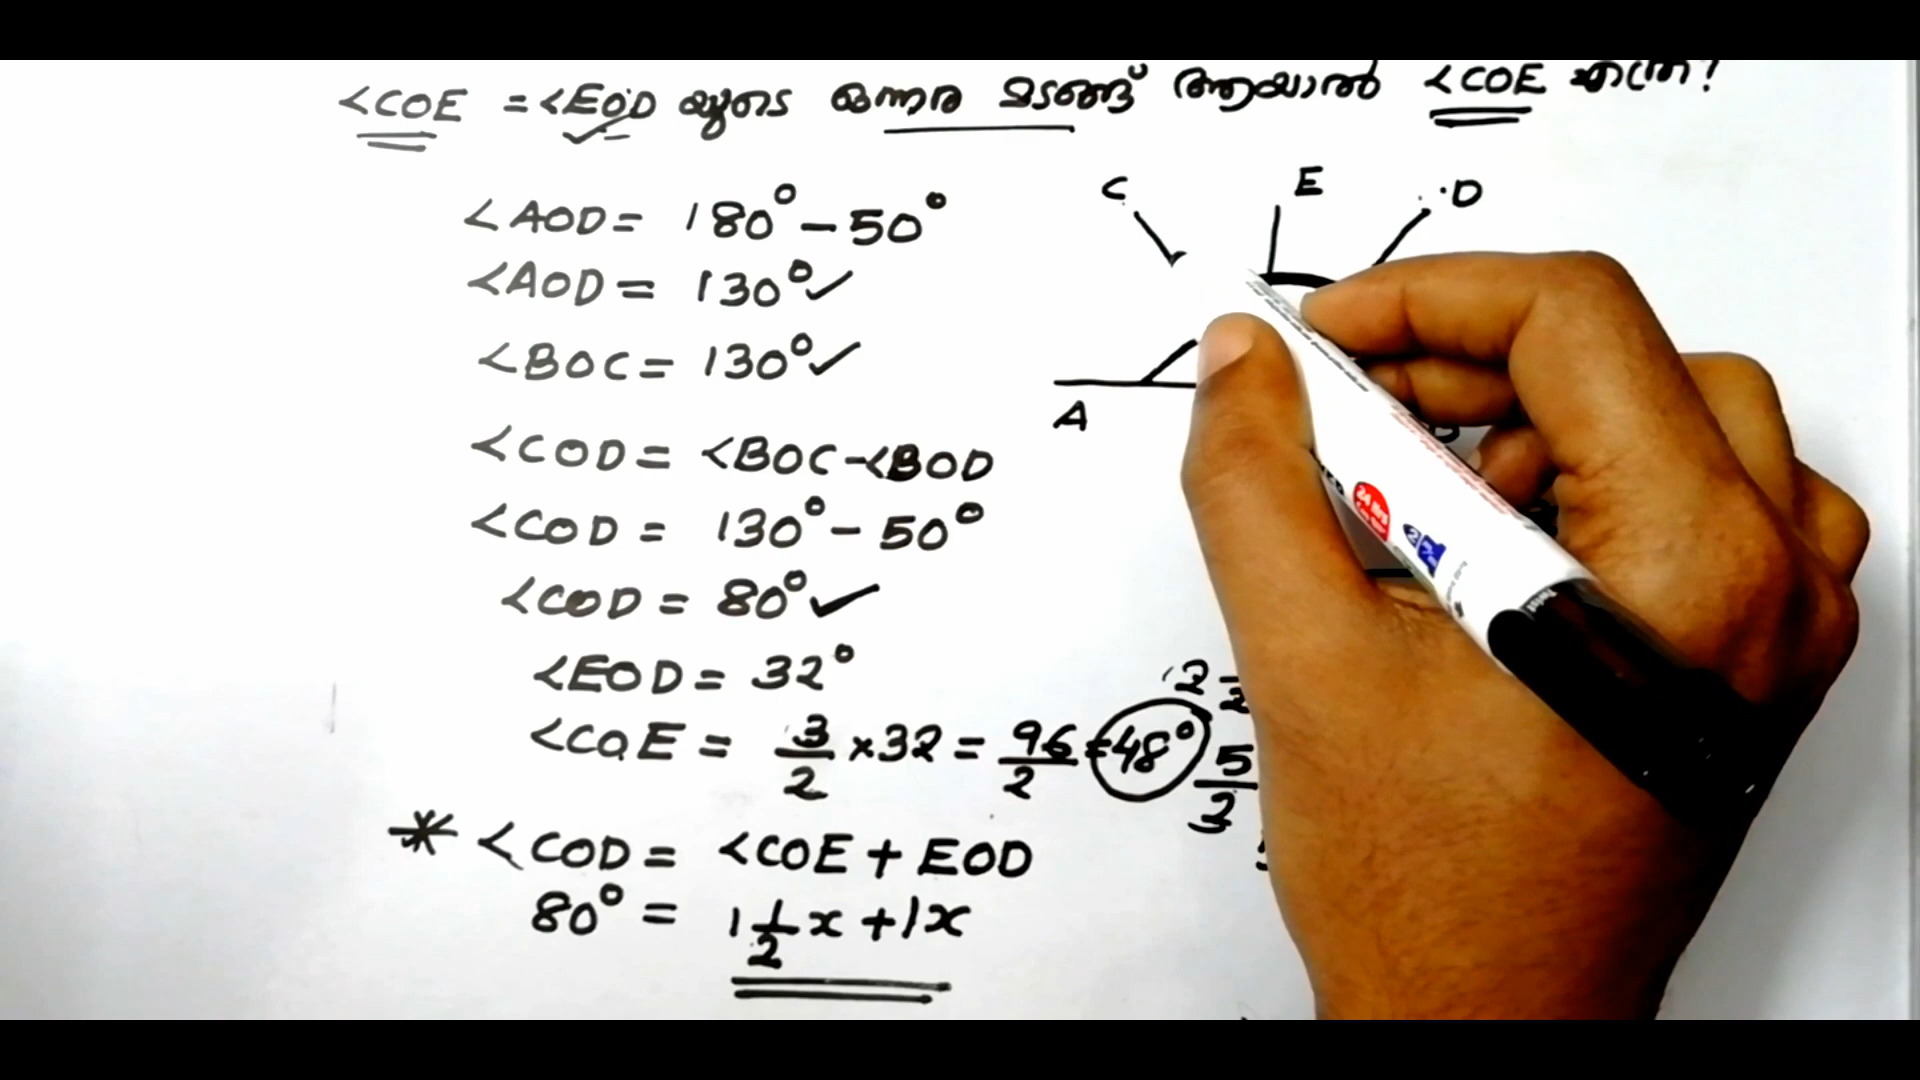 <COE = <EOD യുടെ ഒന്നര മടങ്ങ് ആയാൽ <COE എത്ര?
C E D
<AOD = 180° - 50°
<AOD = 130° ✓
<BOC = 130° ✓
A B
<COD = <BOC - <BOD
<COD = 130° - 50°
<COD = 80° ✓
<EOD = 32°
<COE = 3/2 × 32 = 96/2 = 48°
5/2
* <COD = <COE + EOD
80° = 1 1/2 x + 1x